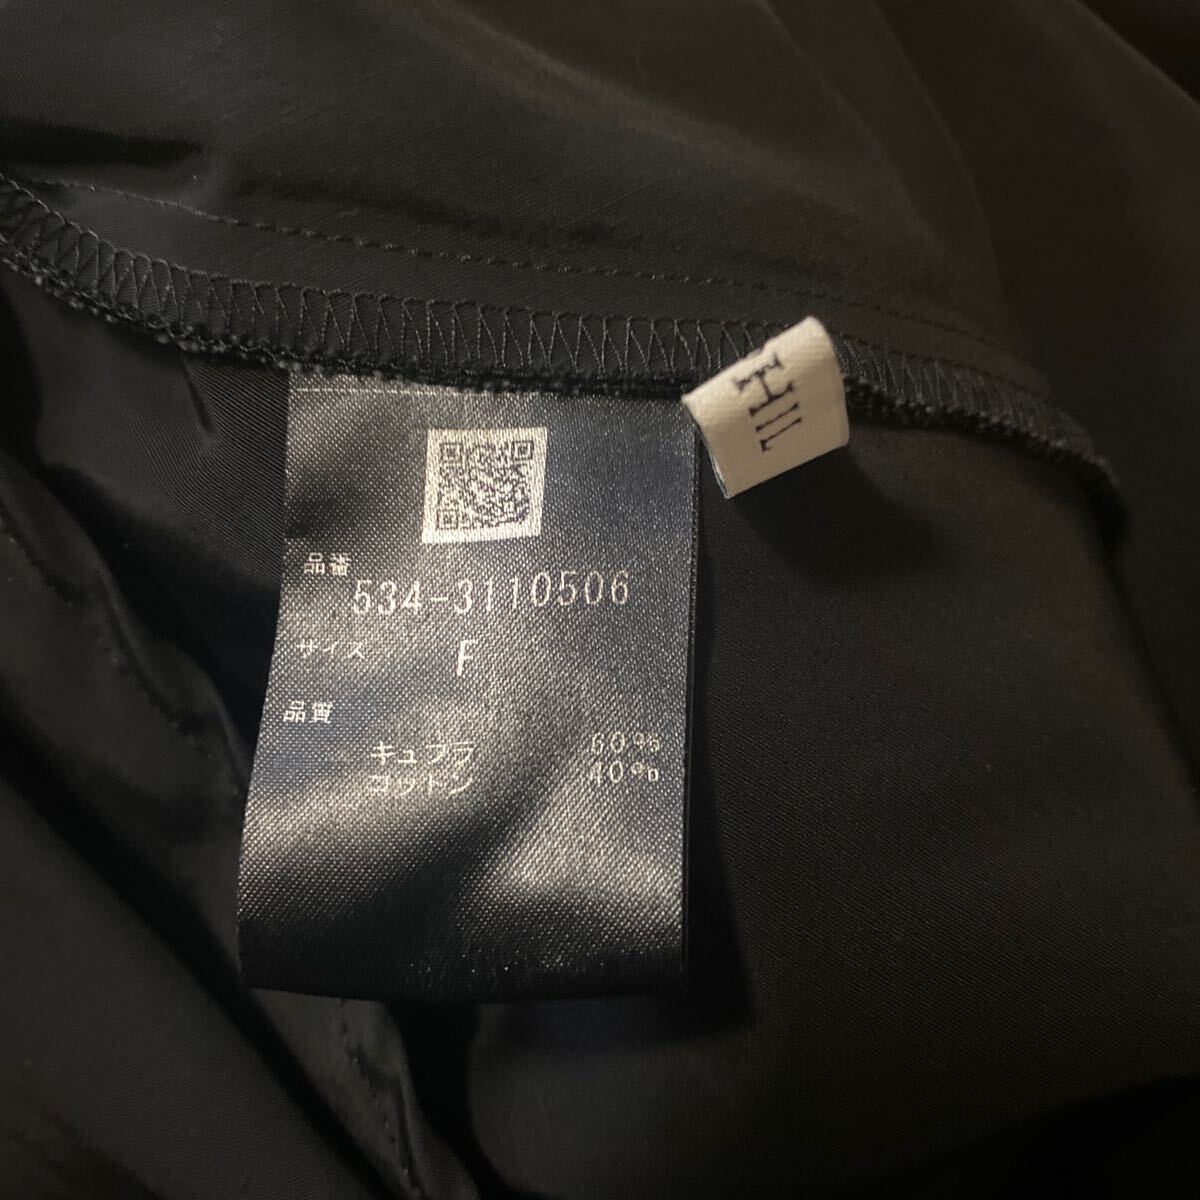 品番
534-3110506
サイズ F
品質
キュプラ 60%
コットン 40%